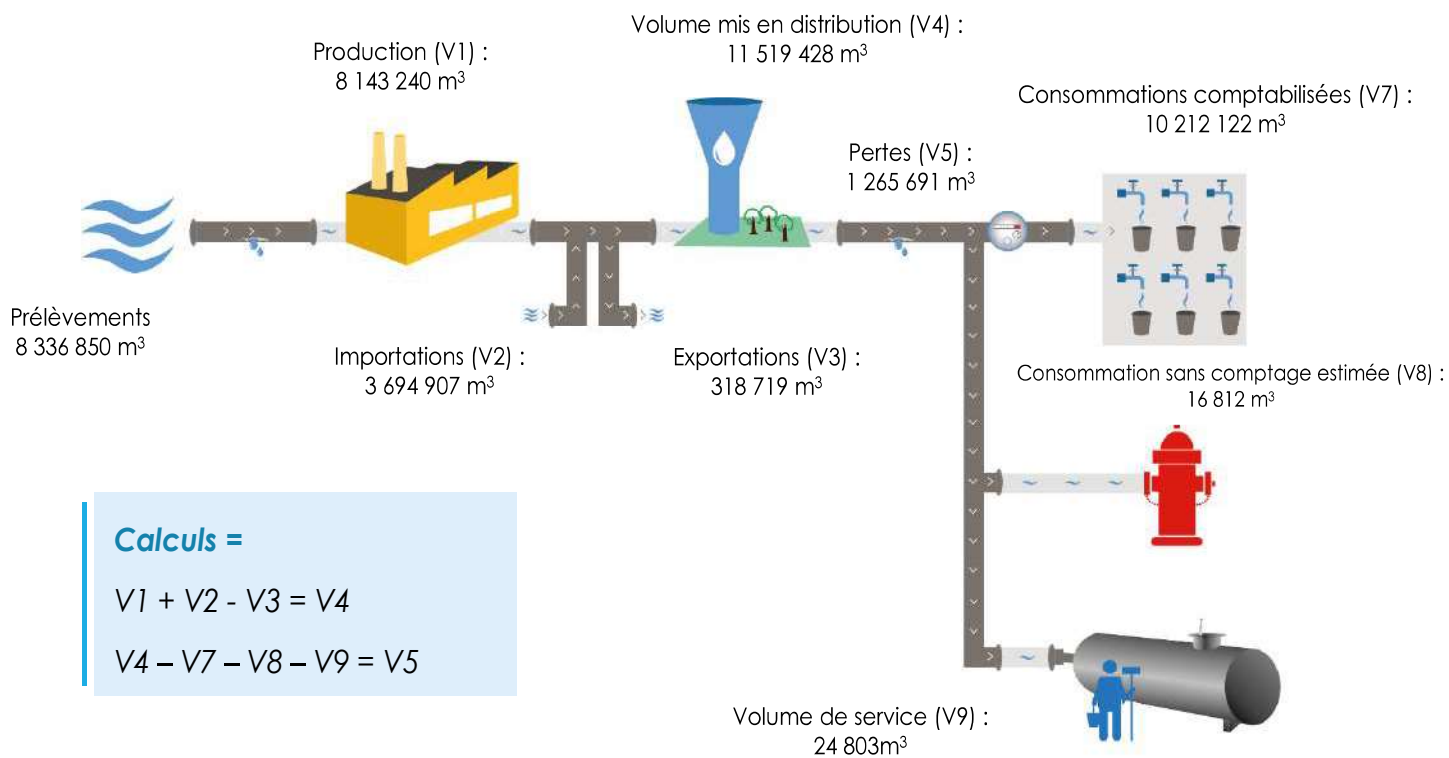 Volume mis en distribution (V4) :
11 519 428 m³
Production (V1) :
8 143 240 m³
Consommations comptabilisées (V7) :
10 212 122 m³
Pertes (V5) :
1 265 691 m³
Prélèvements
8 336 850 m³
Importations (V2) :
3 694 907 m³
Exportations (V3) :
318 719 m³
Consommation sans comptage estimée (V8) :
16 812 m³
Calculs =
V1 + V2 - V3 = V4
V4 – V7 – V8 – V9 = V5
Volume de service (V9) :
24 803m³